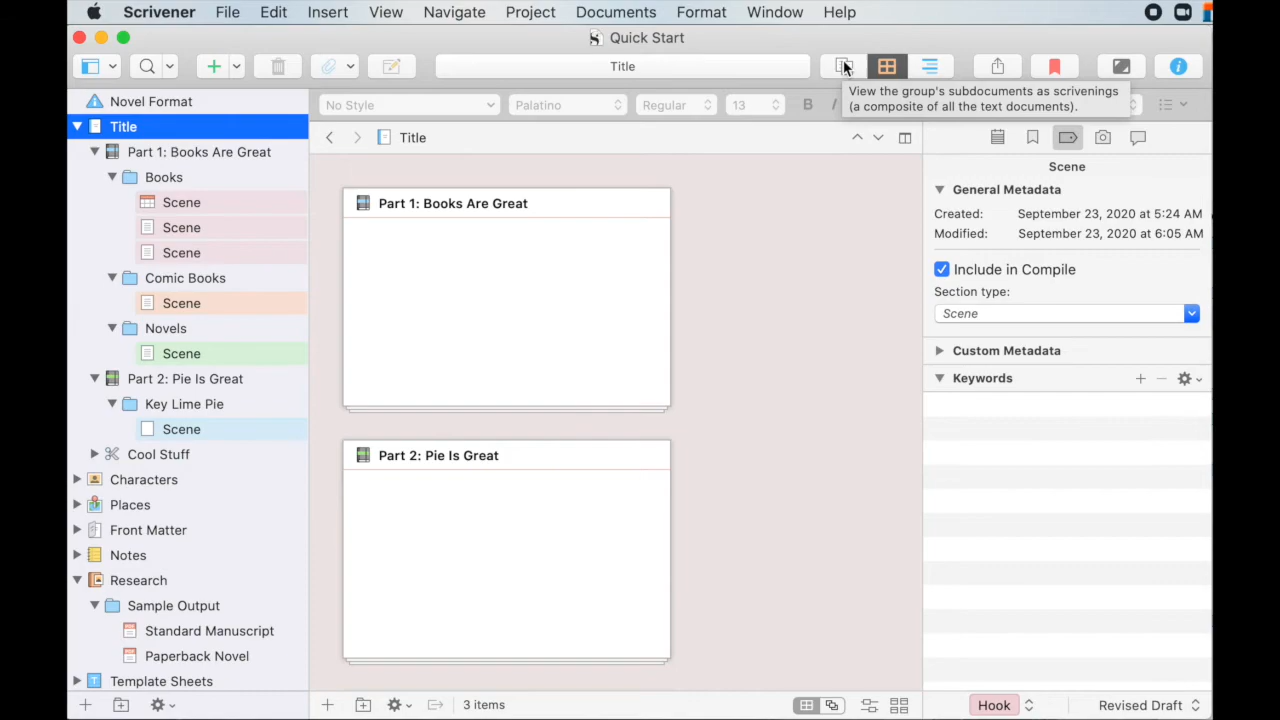 Scrivener File Edit Insert View Navigate Project Documents Format Window Help
Quick Start
Title
View the group's subdocuments as scrivenings
(a composite of all the text documents).
No Style Palatino Regular 13 B I
Novel Format
Title
Part 1: Books Are Great
Books
Scene
Scene
Scene
Comic Books
Scene
Novels
Scene
Part 2: Pie Is Great
Key Lime Pie
Scene
Cool Stuff
Characters
Places
Front Matter
Notes
Research
Sample Output
Standard Manuscript
Paperback Novel
Template Sheets
Title
Part 1: Books Are Great
Part 2: Pie Is Great
3 items
Scene
General Metadata
Created: September 23, 2020 at 5:24 AM
Modified: September 23, 2020 at 6:05 AM
Include in Compile
Section type:
Scene
Custom Metadata
Keywords
Hook Revised Draft